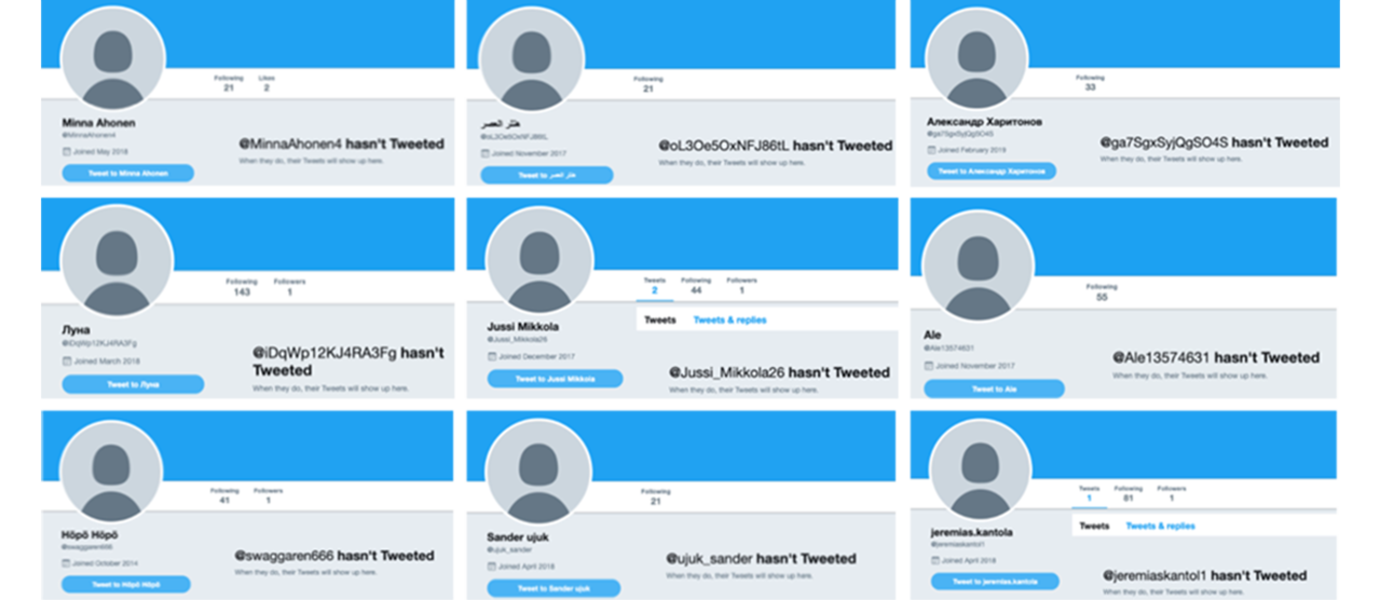 Following Likes
21 2
Minna Ahonen
@MinnaAhonen4
Joined May 2018
Tweet to Minna Ahonen
@MinnaAhonen4 hasn't Tweeted
When they do, their Tweets will show up here.
Following
21
@oL3Oe5OxNFJ86tL
Joined November 2017
Tweet to
@oL3Oe5OxNFJ86tL hasn't Tweeted
When they do, their Tweets will show up here.
Following
33
Александр Харитонов
@ga7SgxSyjQgSO4S
Joined February 2019
Tweet to Александр Харитонов
@ga7SgxSyjQgSO4S hasn't Tweeted
When they do, their Tweets will show up here.
Following Followers
143 1
Луна
@iDqWp12KJ4RA3Fg
Joined March 2018
Tweet to Луна
@iDqWp12KJ4RA3Fg hasn't
Tweeted
When they do, their Tweets will show up here.
Tweets Following Followers
2 44 1
Tweets Tweets & replies
Jussi Mikkola
@Jussi_Mikkola26
Joined December 2017
Tweet to Jussi Mikkola
@Jussi_Mikkola26 hasn't Tweeted
When they do, their Tweets will show up here.
Following
55
Ale
@Ale13574631
Joined November 2017
Tweet to Ale
@Ale13574631 hasn't Tweeted
When they do, their Tweets will show up here.
Following Followers
41 1
Höpö Höpö
@swaggaren666
Joined October 2014
Tweet to Höpö Höpö
@swaggaren666 hasn't Tweeted
When they do, their Tweets will show up here.
Following
21
Sander ujuk
@ujuk_sander
Joined April 2018
Tweet to Sander ujuk
@ujuk_sander hasn't Tweeted
When they do, their Tweets will show up here.
Tweets Following Followers
1 81 1
Tweets Tweets & replies
jeremias.kantola
@jeremiaskantol1
Joined April 2018
Tweet to jeremias.kantola
@jeremiaskantol1 hasn't Tweeted
When they do, their Tweets will show up here.